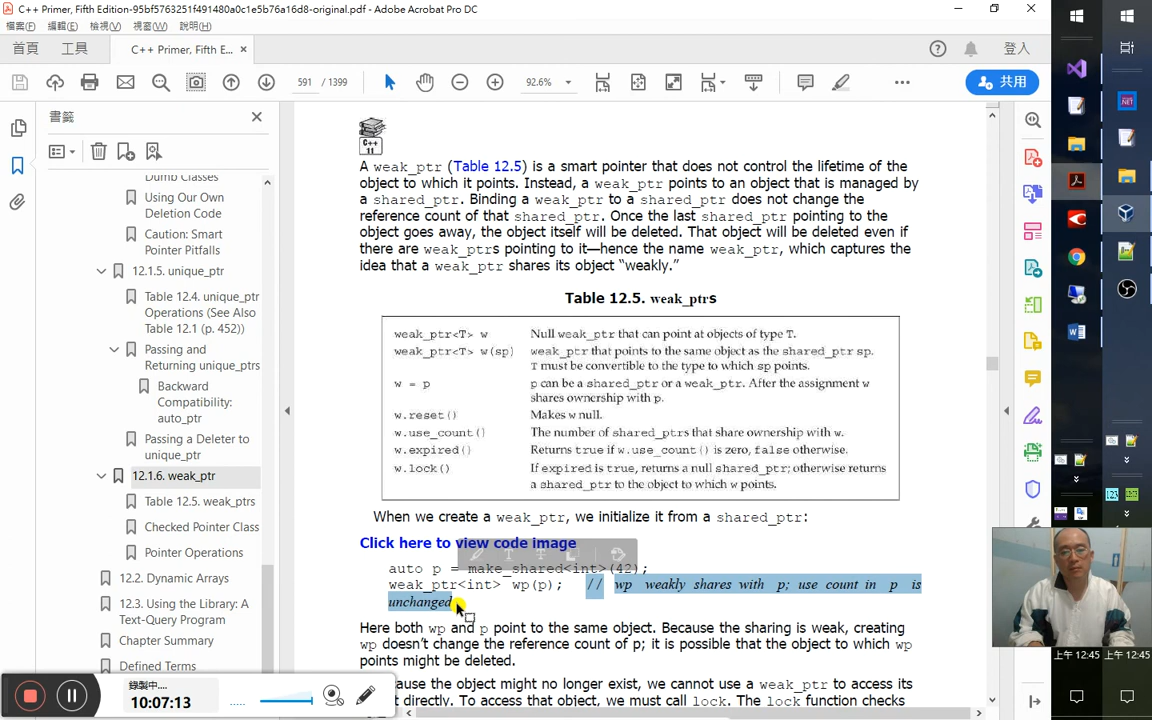 C++ Primer, Fifth Edition-95bf5763251f71491480a0c1e5b76a16d8-original.pdf - Adobe Acrobat Pro DC
檔案(F) 編輯(E) 檢視(V) 視窗(W) 說明(H)
首頁 工具 C++ Primer, Fifth E... ×
登入
591 / 1399
92.6%
共用
書籤
Dumb Classes
Using Our Own
Deletion Code
Caution: Smart
Pointer Pitfalls
12.1.5. unique_ptr
Table 12.4. unique_ptr
Operations (See Also
Table 12.1 (p. 452))
Passing and
Returning unique_ptrs
Backward
Compatibility:
auto_ptr
Passing a Deleter to
unique_ptr
12.1.6. weak_ptr
Table 12.5. weak_ptrs
Checked Pointer Class
Pointer Operations
12.2. Dynamic Arrays
12.3. Using the Library: A
Text-Query Program
Chapter Summary
Defined Terms
C++
11
A weak_ptr (Table 12.5) is a smart pointer that does not control the lifetime of the
object to which it points. Instead, a weak_ptr points to an object that is managed by
a shared_ptr. Binding a weak_ptr to a shared_ptr does not change the
reference count of that shared_ptr. Once the last shared_ptr pointing to the
object goes away, the object itself will be deleted. That object will be deleted even if
there are weak_ptrs pointing to it—hence the name weak_ptr, which captures the
idea that a weak_ptr shares its object “weakly.”
Table 12.5. weak_ptrs
weak_ptr<T> w Null weak_ptr that can point at objects of type T.
weak_ptr<T> w(sp) weak_ptr that points to the same object as the shared_ptr sp.
T must be convertible to the type to which sp points.
w = p p can be a shared_ptr or a weak_ptr. After the assignment w
shares ownership with p.
w.reset() Makes w null.
w.use_count() The number of shared_ptrs that share ownership with w.
w.expired() Returns true if w.use_count() is zero, false otherwise.
w.lock() If expired is true, returns a null shared_ptr; otherwise returns
a shared_ptr to the object to which w points.
When we create a weak_ptr, we initialize it from a shared_ptr:
Click here to view code image
auto p = make_shared<int>(42);
weak_ptr<int> wp(p); // wp weakly shares with p; use count in p is
unchanged
Here both wp and p point to the same object. Because the sharing is weak, creating
wp doesn’t change the reference count of p; it is possible that the object to which wp
points might be deleted.
ause the object might no longer exist, we cannot use a weak_ptr to access its
t directly. To access that object, we must call lock. The lock function checks
錄製中...
10:07:13
上午 12:45 上午 12:45